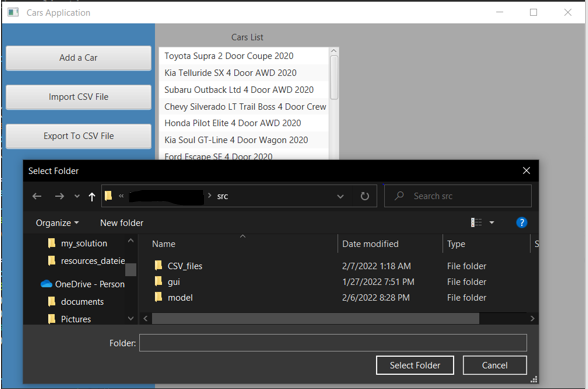 Cars Application
Cars List
Add a Car
Import CSV File
Export To CSV File
Toyota Supra 2 Door Coupe 2020
Kia Telluride SX 4 Door AWD 2020
Subaru Outback Ltd 4 Door AWD 2020
Chevy Silverado LT Trail Boss 4 Door Crew
Honda Pilot Elite 4 Door AWD 2020
Kia Soul GT-Line 4 Door Wagon 2020
Ford Escape SE 4 Door AWD 2020
Select Folder
« › src
Search src
Organize New folder
?
my_solution
resources_dateie
OneDrive - Person
documents
Pictures
Name Date modified Type S
CSV_files 2/7/2022 1:18 AM File folder
gui 1/27/2022 7:51 PM File folder
model 2/6/2022 8:28 PM File folder
Folder:
Select Folder Cancel